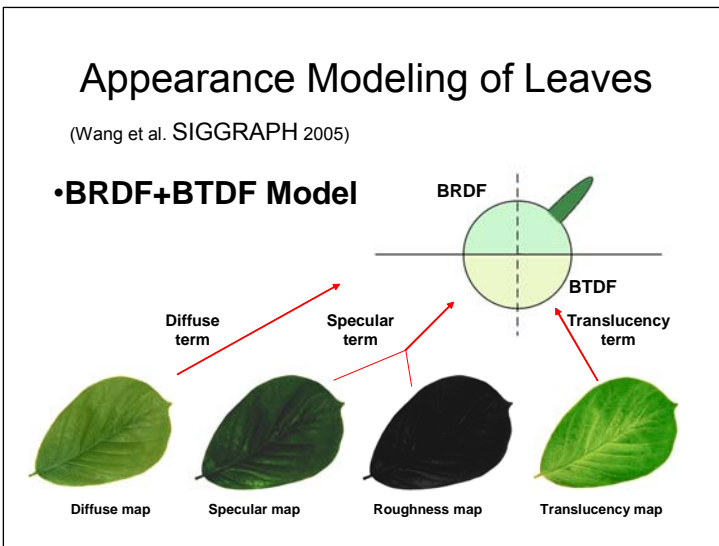 Appearance Modeling of Leaves
(Wang et al. SIGGRAPH 2005)
•BRDF+BTDF Model
BRDF
BTDF
Diffuse
term
Specular
term
Translucency
term
Diffuse map
Specular map
Roughness map
Translucency map